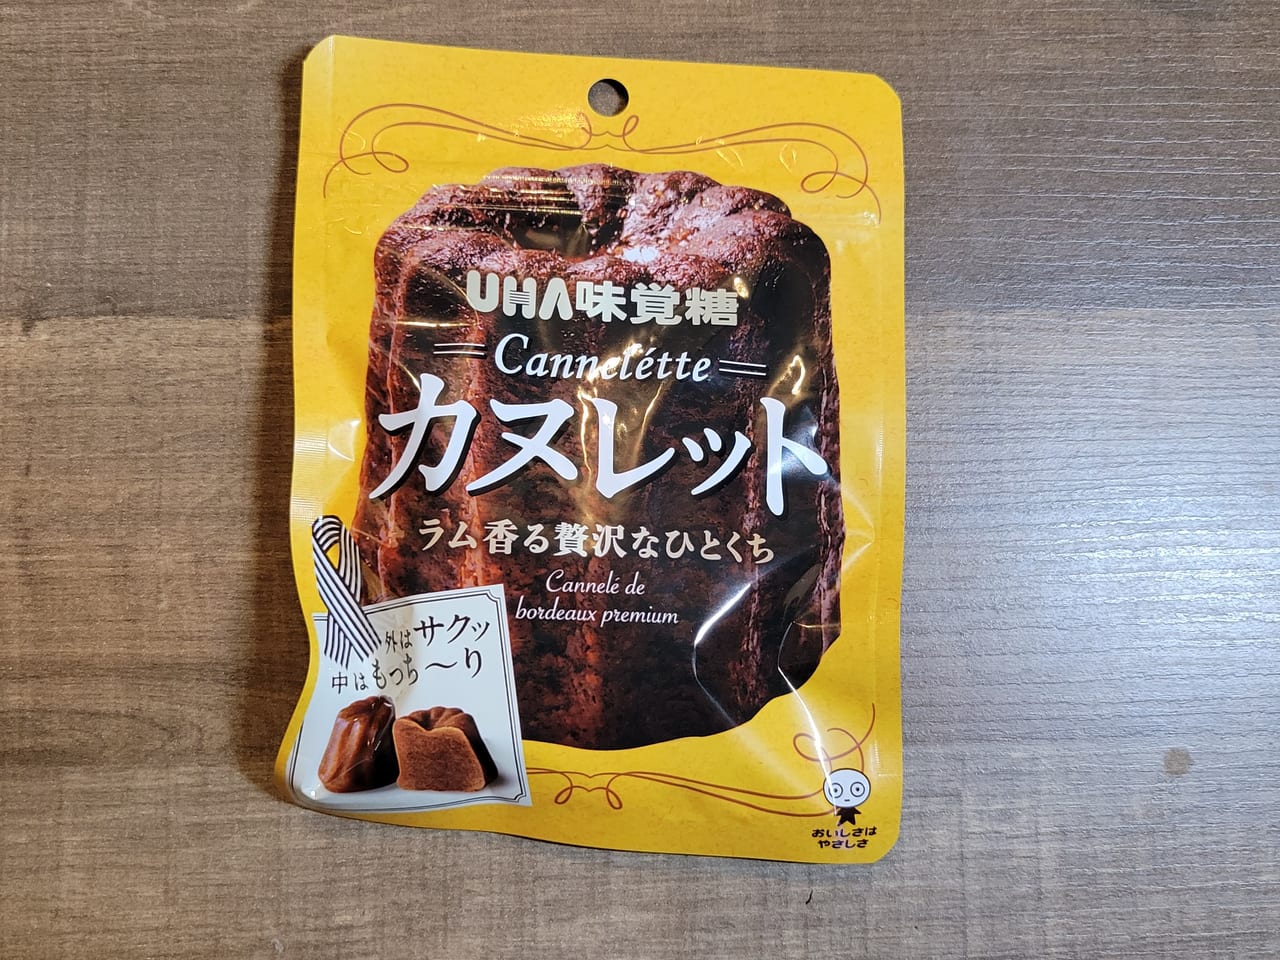 UHA味覚糖
Cannelétte
カヌレット
ラム香る贅沢なひとくち
Cannelé de
bordeaux premium
外はサクッ
中はもっち〜り
おいしさは
やさしさ